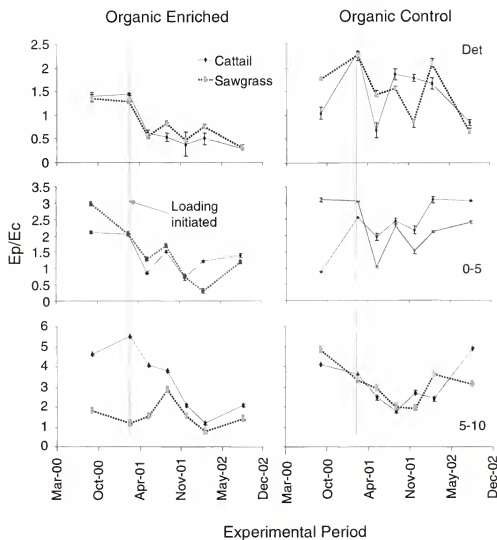 Organic Enriched
Organic Control
Det
Cattail
Sawgrass
2.5
2
1.5
1
0.5
0
Loading
initiated
0-5
3.5
3
2.5
2
1.5
1
0.5
0
Ep/Ec
5-10
6
5
4
3
2
1
0
Mar-00
Oct-00
Apr-01
Nov-01
Jun-02
Dec-02
Mar-00
Oct-00
Apr-01
Nov-01
Jun-02
Dec-02
Experimental Period